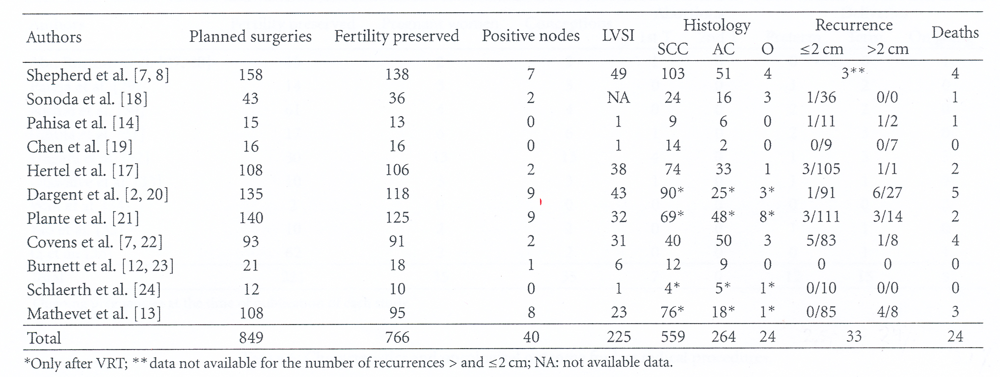 Authors Planned surgeries Fertility preserved Positive nodes LVSI Histology Recurrence Deaths
SCC AC O ≤2 cm >2 cm
Shepherd et al. [7, 8] 158 138 7 49 103 51 4 3** 4
Sonoda et al. [18] 43 36 2 NA 24 16 3 1/36 0/0 1
Pahisa et al. [14] 15 13 0 1 9 6 0 1/11 1/2 1
Chen et al. [19] 16 16 0 1 14 2 0 0/9 0/7 0
Hertel et al. [17] 108 106 2 38 74 33 1 3/105 1/1 2
Dargent et al. [2, 20] 135 118 9 43 90* 25* 3* 1/91 6/27 5
Plante et al. [21] 140 125 9 32 69* 48* 8* 3/111 3/14 2
Covens et al. [7, 22] 93 91 2 31 40 50 3 5/83 1/8 4
Burnett et al. [12, 23] 21 18 1 6 12 9 0 0 0 0
Schlaerth et al. [24] 12 10 0 1 4* 5* 1* 0/10 0/0 0
Mathevet et al. [13] 108 95 8 23 76* 18* 1* 0/85 4/8 3
Total 849 766 40 225 559 264 24 33 24
*Only after VRT; **data not available for the number of recurrences > and ≤2 cm; NA: not available data.